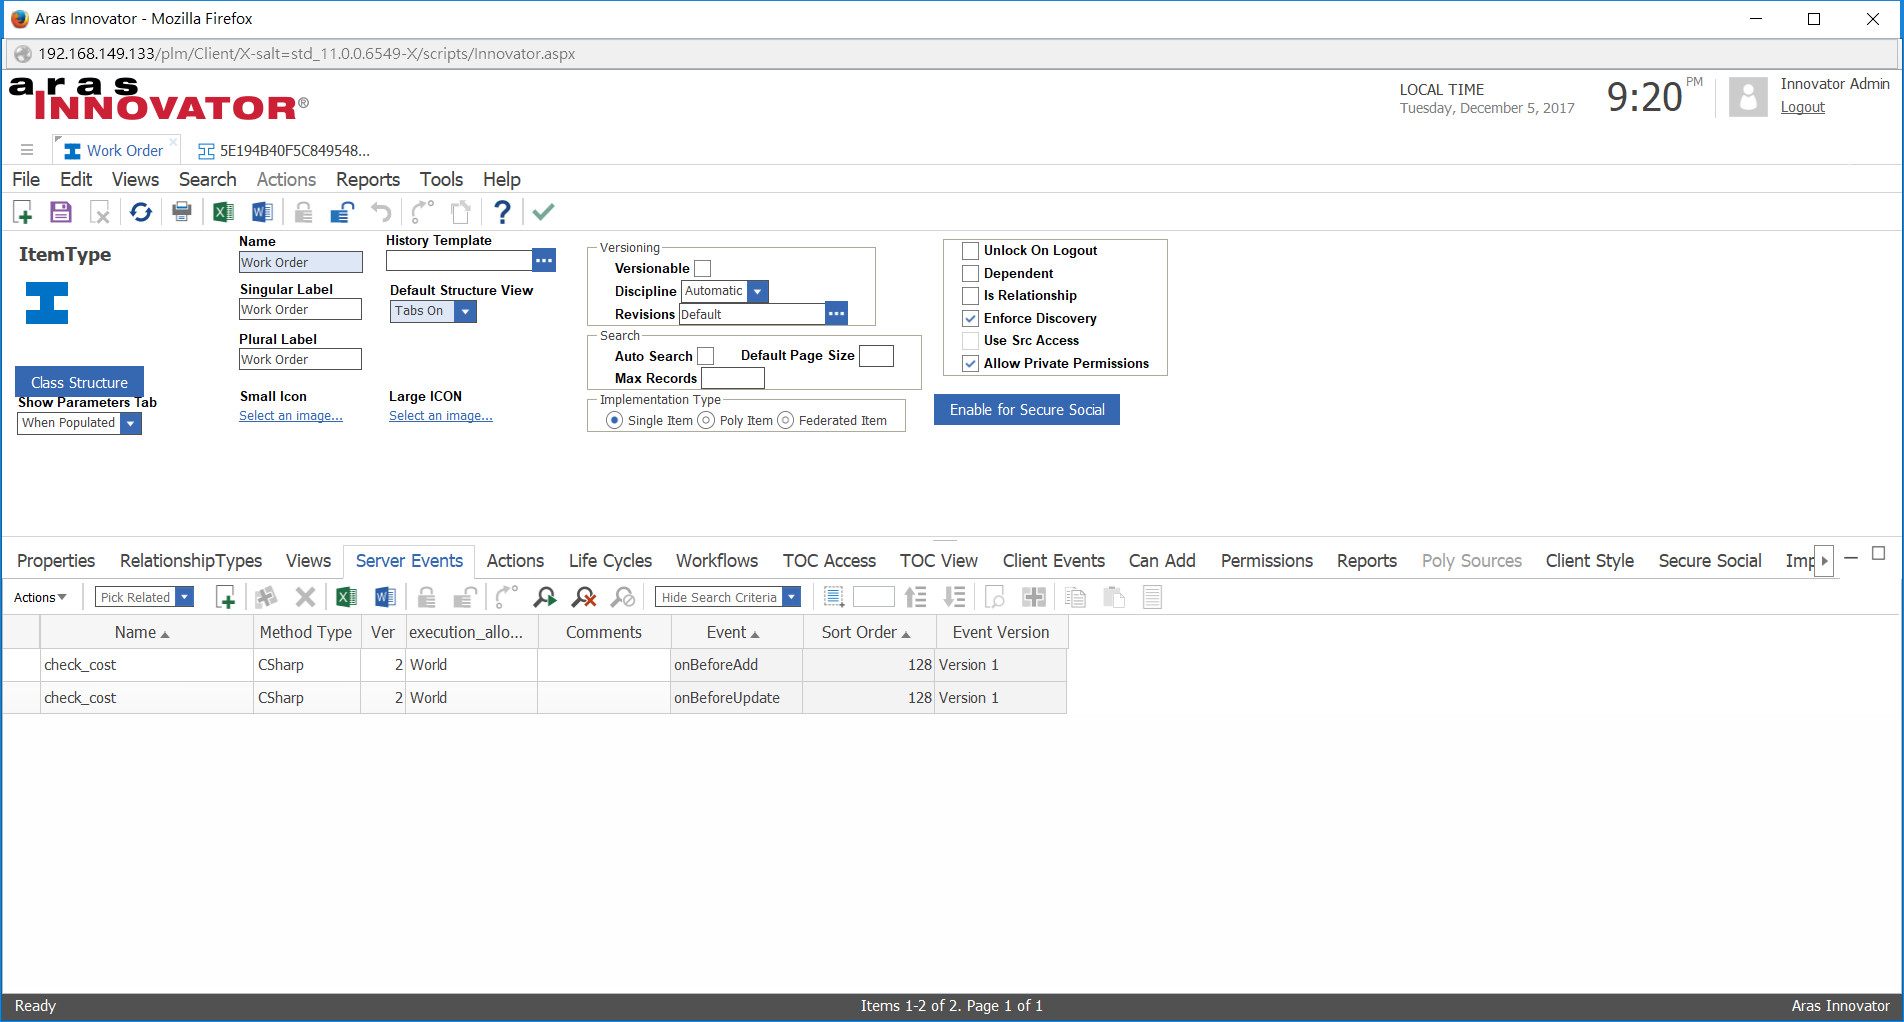 Aras Innovator - Mozilla Firefox
192.168.149.133/plm/Client/X-salt=std_11.0.0.6549-X/scripts/Innovator.aspx
aras
INNOVATOR®
LOCAL TIME
Tuesday, December 5, 2017
9:20 PM
Innovator Admin
Logout
Work Order
5E194B40F5C849548...
File Edit Views Search Actions Reports Tools Help
ItemType
Class Structure
Show Parameters Tab
When Populated
Name
Work Order
Singular Label
Work Order
Plural Label
Work Order
Small Icon
Select an image...
History Template
Default Structure View
Tabs On
Large ICON
Select an image...
Versioning
Versionable
Discipline Automatic
Revisions Default
Search
Auto Search Default Page Size
Max Records
Implementation Type
Single Item Poly Item Federated Item
Unlock On Logout
Dependent
Is Relationship
Enforce Discovery
Use Src Access
Allow Private Permissions
Enable for Secure Social
Properties RelationshipTypes Views Server Events Actions Life Cycles Workflows TOC Access TOC View Client Events Can Add Permissions Reports Poly Sources Client Style Secure Social Imp
Actions Pick Related Hide Search Criteria
Name Method Type Ver execution_allo... Comments Event Sort Order Event Version
check_cost CSharp 2 World onBeforeAdd 128 Version 1
check_cost CSharp 2 World onBeforeUpdate 128 Version 1
Ready Items 1-2 of 2. Page 1 of 1 Aras Innovator